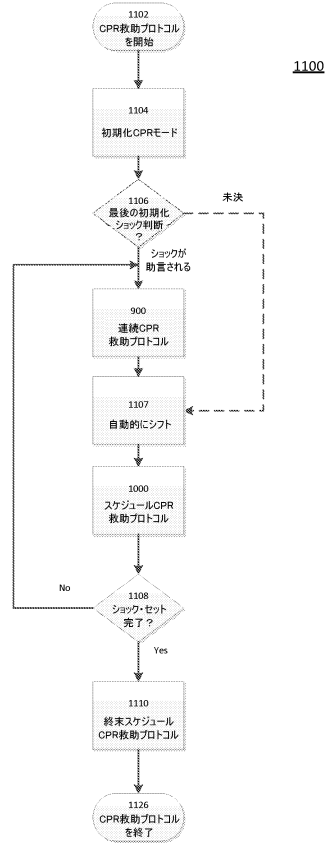 1102
CPR救助プロトコル
を開始
1100
1104
初期化CPRモード
1106
最後の初期化
ショック判断
?
未決
ショックが
助言される
900
連続CPR
救助プロトコル
1107
自動的にシフト
1000
スケジュールCPR
救助プロトコル
1108
ショック・セット
完了?
No
Yes
1110
終末スケジュール
CPR救助プロトコル
1126
CPR救助プロトコル
を終了